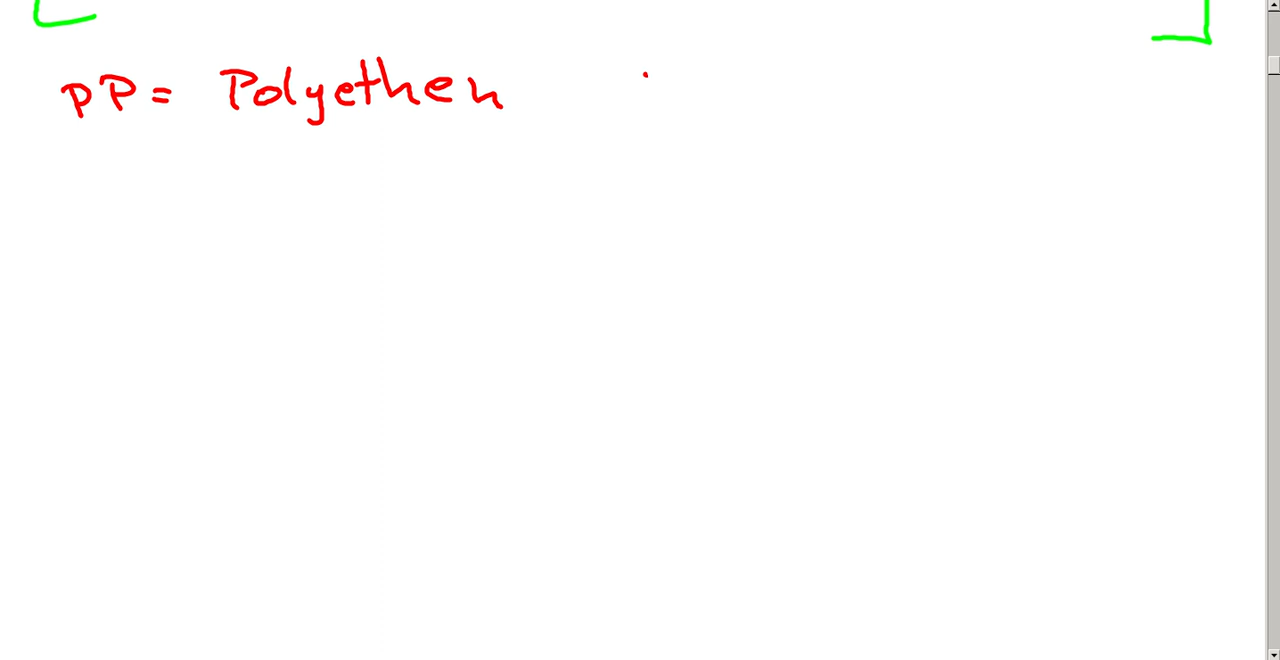 PP = Polyethen